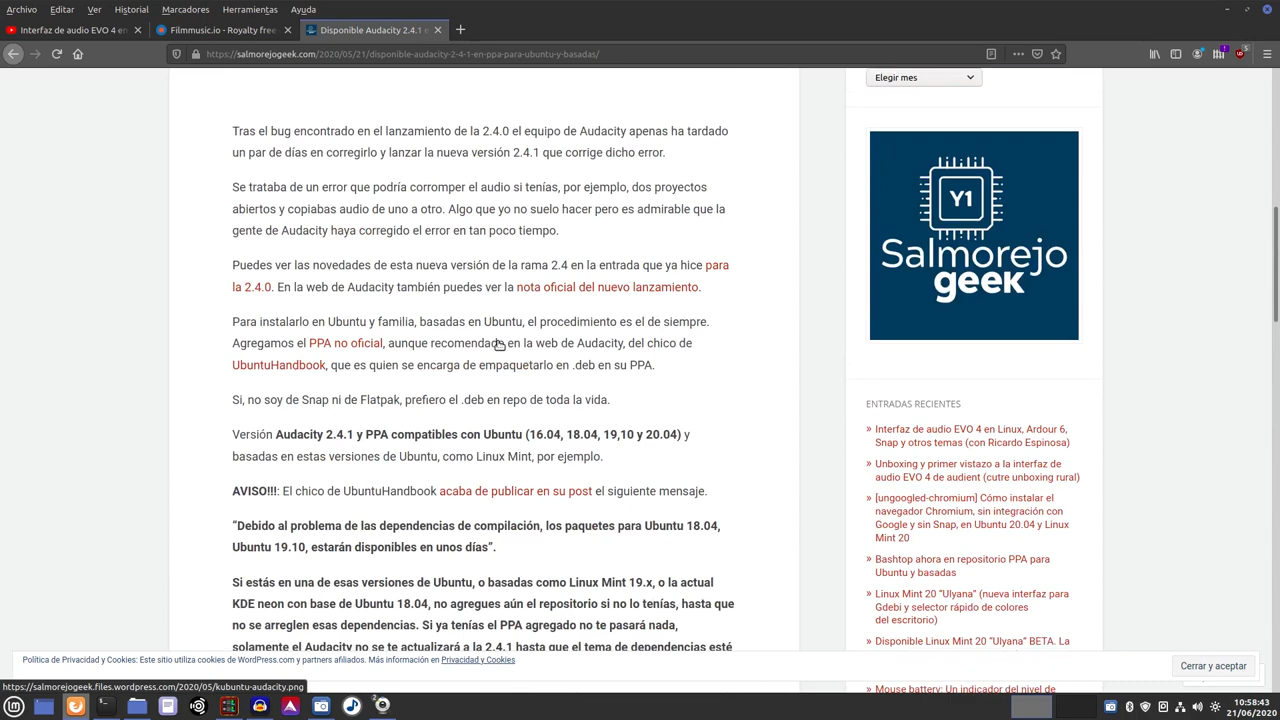 Archivo Editar Ver Historial Marcadores Herramientas Ayuda
Interfaz de audio EVO 4 en
Filmmusic.io - Royalty free
Disponible Audacity 2.4.1 e
https://salmorejogeek.com/2020/05/21/disponible-audacity-2-4-1-en-ppa-para-ubuntu-y-basadas/
Tras el bug encontrado en el lanzamiento de la 2.4.0 el equipo de Audacity apenas ha tardado
un par de días en corregirlo y lanzar la nueva versión 2.4.1 que corrige dicho error.
Se trataba de un error que podría corromper el audio si tenías, por ejemplo, dos proyectos
abiertos y copiabas audio de uno a otro. Algo que yo no suelo hacer pero es admirable que la
gente de Audacity haya corregido el error en tan poco tiempo.
Puedes ver las novedades de esta nueva versión de la rama 2.4 en la entrada que ya hice para
la 2.4.0. En la web de Audacity también puedes ver la nota oficial del nuevo lanzamiento.
Para instalarlo en Ubuntu y familia, basadas en Ubuntu, el procedimiento es el de siempre.
Agregamos el PPA no oficial, aunque recomendado en la web de Audacity, del chico de
UbuntuHandbook, que es quien se encarga de empaquetarlo en .deb en su PPA.
Si, no soy de Snap ni de Flatpak, prefiero el .deb en repo de toda la vida.
Versión Audacity 2.4.1 y PPA compatibles con Ubuntu (16.04, 18.04, 19,10 y 20.04) y
basadas en estas versiones de Ubuntu, como Linux Mint, por ejemplo.
AVISO!!!: El chico de UbuntuHandbook acaba de publicar en su post el siguiente mensaje.
“Debido al problema de las dependencias de compilación, los paquetes para Ubuntu 18.04,
Ubuntu 19.10, estarán disponibles en unos días”.
Si estás en una de esas versiones de Ubuntu, o basadas como Linux Mint 19.x, o la actual
KDE neon con base de Ubuntu 18.04, no agregues aún el repositorio si no lo tenías, hasta que
no se arreglen esas dependencias. Si ya tenías el PPA agregado no te pasará nada,
solamente el Audacity no se te actualizará a la 2.4.1 hasta que el tema de dependencias esté
Elegir mes
Y1
Salmorejo
geek
ENTRADAS RECIENTES
» Interfaz de audio EVO 4 en Linux, Ardour 6,
Snap y otros temas (con Ricardo Espinosa)
» Unboxing y primer vistazo a la interfaz de
audio EVO 4 de audient (cutre unboxing rural)
» [ungoogled-chromium] Cómo instalar el
navegador Chromium, sin integración con
Google y sin Snap, en Ubuntu 20.04 y Linux
Mint 20
» Bashtop ahora en repositorio PPA para
Ubuntu y basadas
» Linux Mint 20 “Ulyana” (nueva interfaz para
Gdebi y selector rápido de colores
del escritorio)
» Disponible Linux Mint 20 “Ulyana” BETA. La
» Mouse battery: Un indicador del nivel de
Política de Privacidad y Cookies: Este sitio utiliza cookies de WordPress.com y partners afiliados. Más información en Privacidad y Cookies
Cerrar y aceptar
https://salmorejogeek.files.wordpress.com/2020/05/kubuntu-audacity.png
10:58:43
21/06/2020